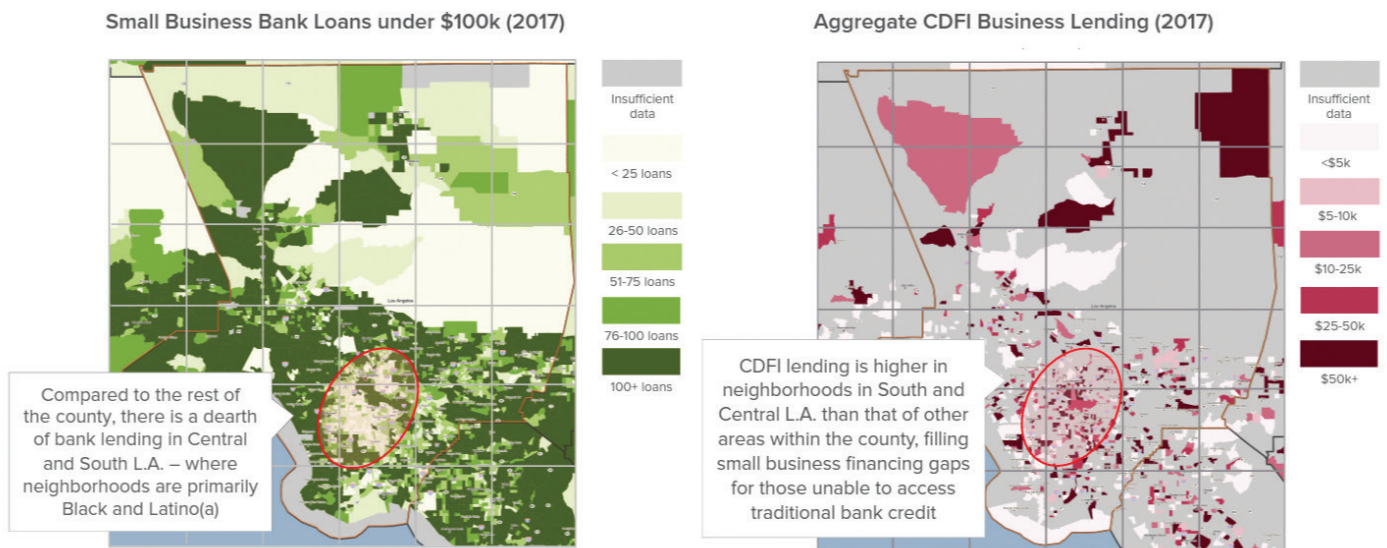 Small Business Bank Loans under $100k (2017)
Insufficient
data
< 25 loans
26-50 loans
51-75 loans
76-100 loans
100+ loans
Los Angeles
Compared to the rest of
the county, there is a dearth
of bank lending in Central
and South L.A. – where
neighborhoods are primarily
Black and Latino(a)
Aggregate CDFI Business Lending (2017)
Insufficient
data
<$5k
$5-10k
$10-25k
$25-50k
$50k+
Los Angeles
CDFI lending is higher in
neighborhoods in South and
Central L.A. than that of other
areas within the county, filling
small business financing gaps
for those unable to access
traditional bank credit